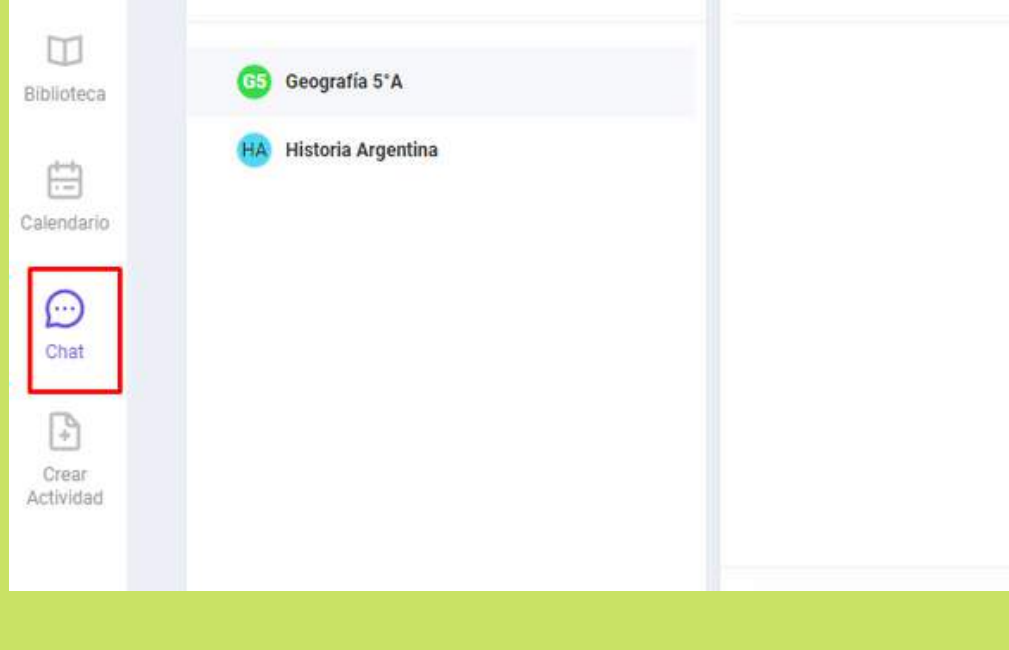 Biblioteca
Calendario
Chat
Crear
Actividad
G5 Geografía 5°A
HA Historia Argentina